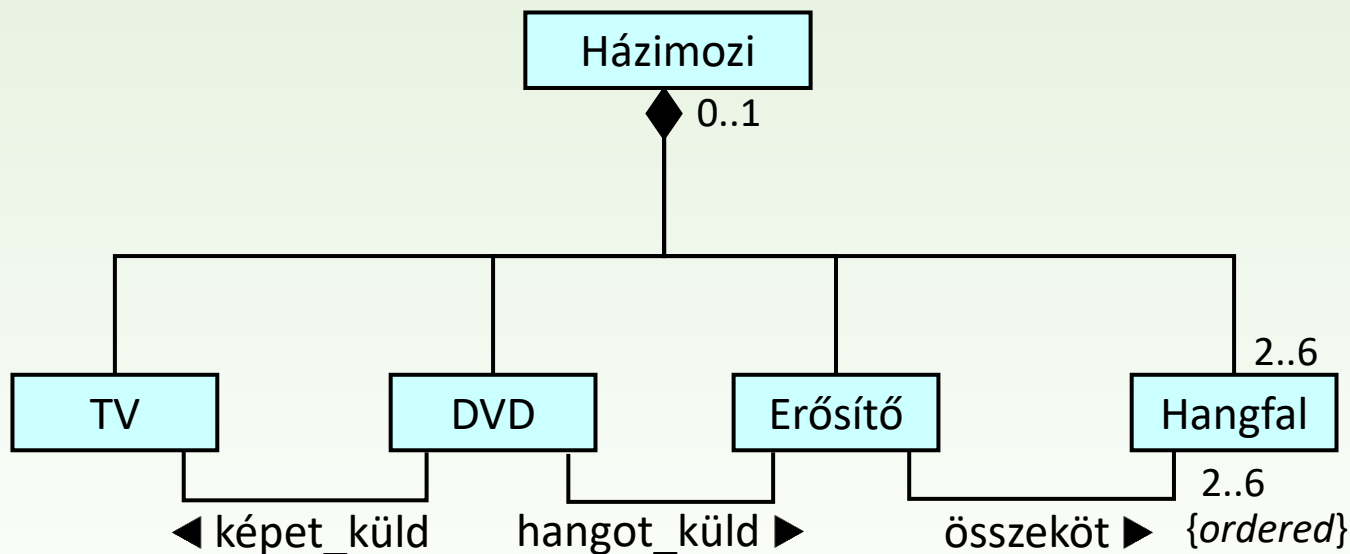 Házimozi
0..1
2..6
TV
DVD
Erősítő
Hangfal
2..6
◄ képet_küld
hangot_küld ►
összeköt ►
{ordered}